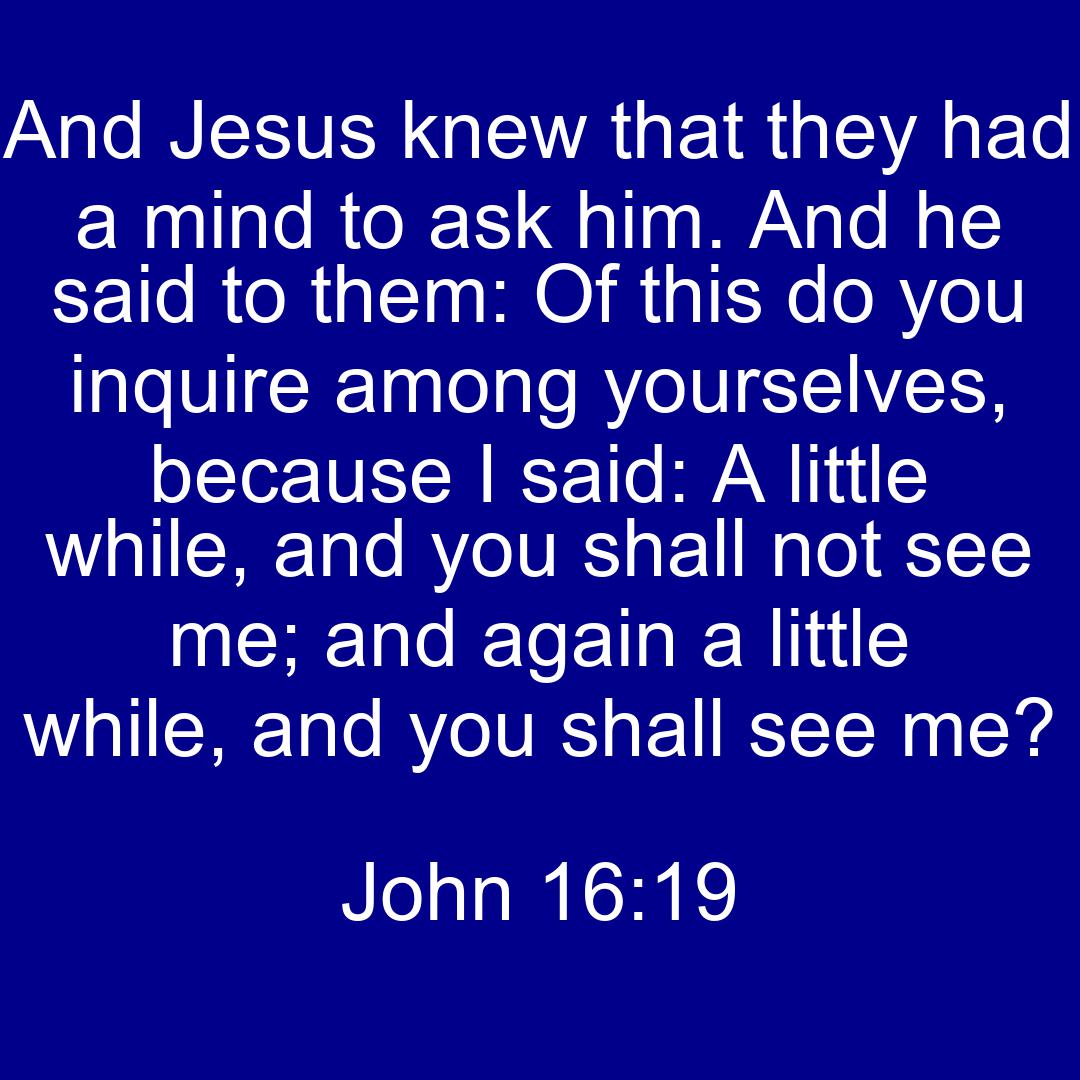 And Jesus knew that they had
a mind to ask him. And he
said to them: Of this do you
inquire among yourselves,
because I said: A little
while, and you shall not see
me; and again a little
while, and you shall see me?
John 16:19